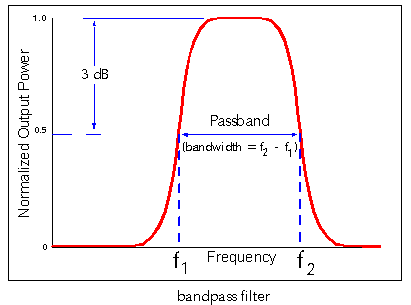 1.0
3 dB
Normalized Output Power
Passband
0.5
(bandwidth = f2 - f1)
0
f1
Frequency
f2
bandpass filter